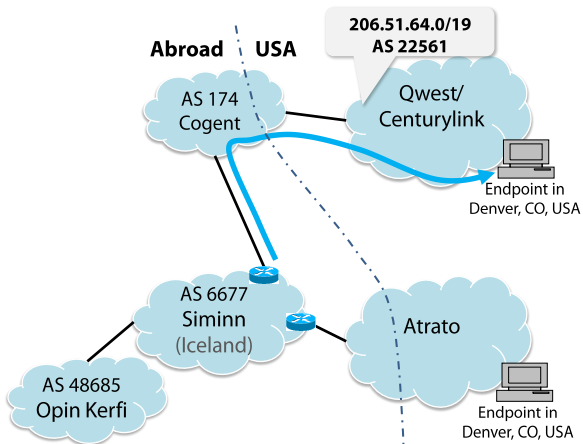 206.51.64.0/19
AS 22561
Abroad
USA
AS 174
Cogent
Qwest/
Centurylink
Endpoint in
Denver, CO, USA
AS 6677
Siminn
(Iceland)
Atrato
AS 48685
Opin Kerfi
Endpoint in
Denver, CO, USA